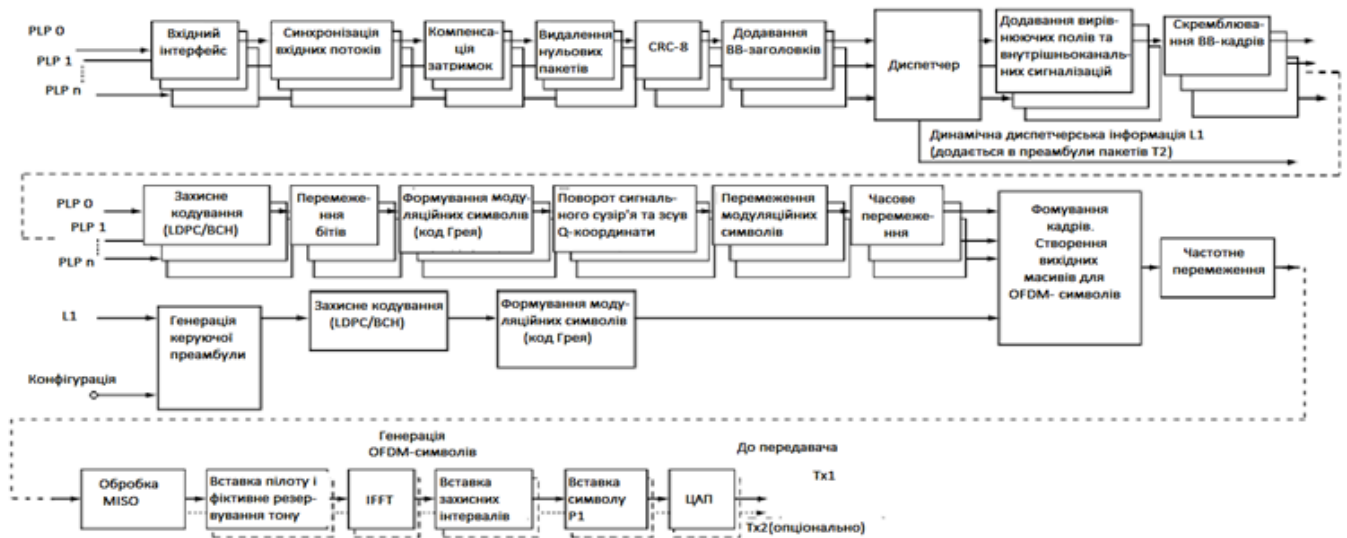 PLP 0
PLP 1
PLP n
Вхідний
інтерфейс
Синхронізація
вхідних потоків
Компенса-
ція
затримок
Видалення
нульових
пакетів
CRC-8
Додавання
BB-заголовків
Диспетчер
Додавання вирів-
нюючих полів та
внутрішньоканаль-
них сигналізацій
Скремблюва-
ння BB-кадрів
Динамічна диспетчерська інформація L1
(додається в преамбули пакетів T2)
PLP 0
PLP 1
PLP n
Захисне
кодування
(LDPC/BCH)
Перемеже-
ння
бітів
Формування моду-
ляційних символів
(код Грея)
Поворот сигналь-
ного сузір'я та зсув
Q-координати
Перемеження
модуляційних
символів
Часове
перемеже-
ння
Фомування
кадрів.
Створення
вихідних
масивів для
OFDM- символів
Частотне
перемеження
L1
Конфігурація
Генерація
керуючої
преамбули
Захисне кодування
(LDPC/BCH)
Формування моду-
ляційних символів
(код Грея)
Генерація
OFDM-символів
До передавача
Обробка
MISO
Вставка пілоту і
фіктивне резер-
вування тону
IFFT
Вставка
захисних
інтервалів
Вставка
символу
P1
ЦАП
Tx1
Tx2(опціонально)